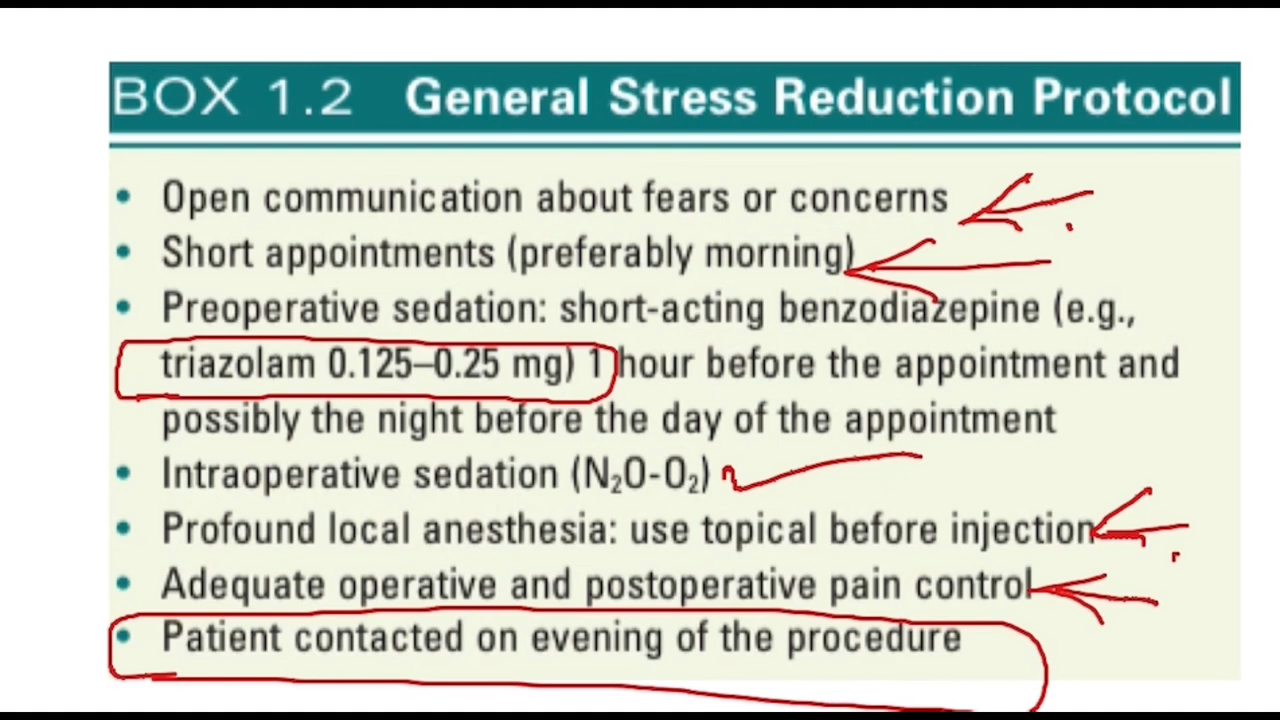 BOX 1.2 General Stress Reduction Protocol
• Open communication about fears or concerns
• Short appointments (preferably morning)
• Preoperative sedation: short-acting benzodiazepine (e.g.,
triazolam 0.125–0.25 mg) 1 hour before the appointment and
possibly the night before the day of the appointment
• Intraoperative sedation (N₂O-O₂)
• Profound local anesthesia: use topical before injection
• Adequate operative and postoperative pain control
• Patient contacted on evening of the procedure